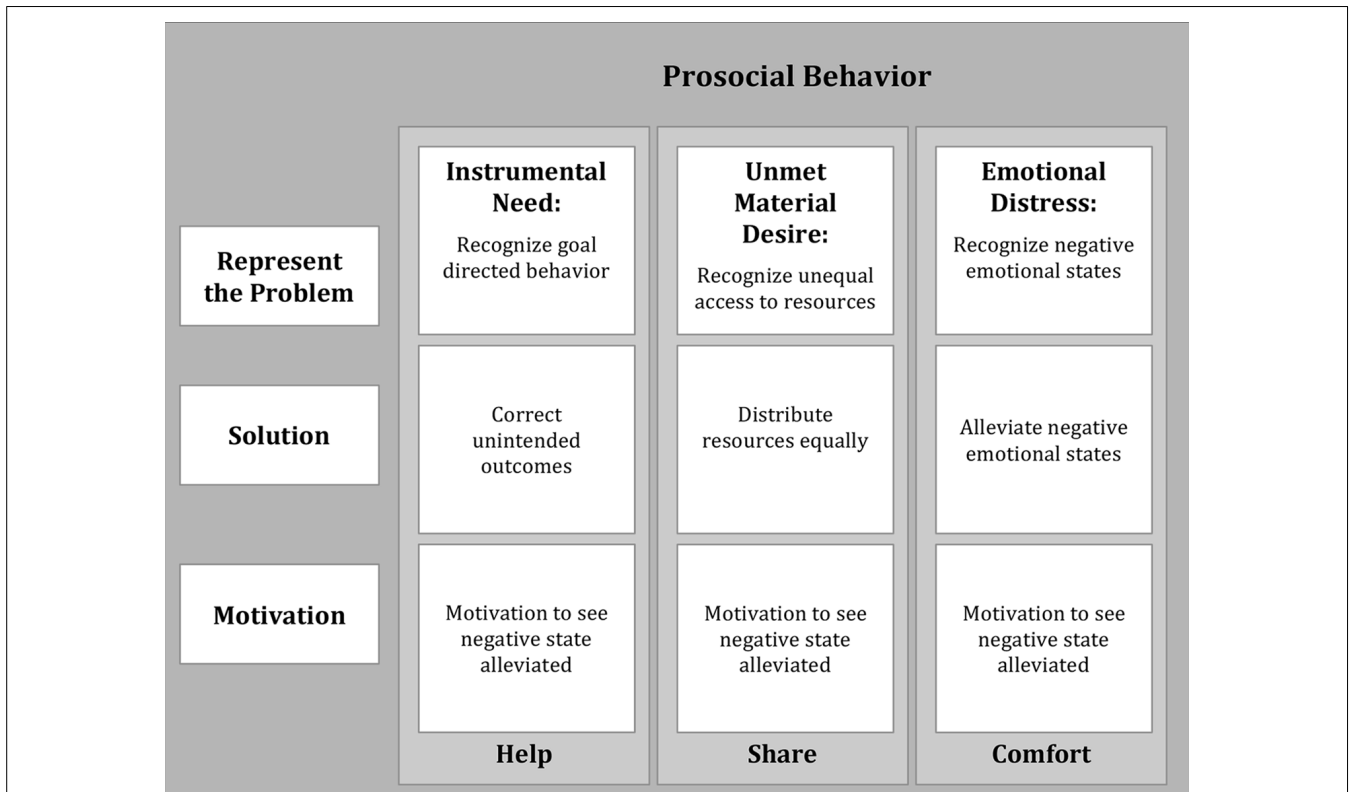 Prosocial Behavior
Represent
the Problem
Instrumental
Need:
Recognize goal
directed behavior
Unmet
Material
Desire:
Recognize unequal
access to resources
Emotional
Distress:
Recognize negative
emotional states
Solution
Correct
unintended
outcomes
Distribute
resources equally
Alleviate negative
emotional states
Motivation
Motivation to see
negative state
alleviated
Motivation to see
negative state
alleviated
Motivation to see
negative state
alleviated
Help
Share
Comfort